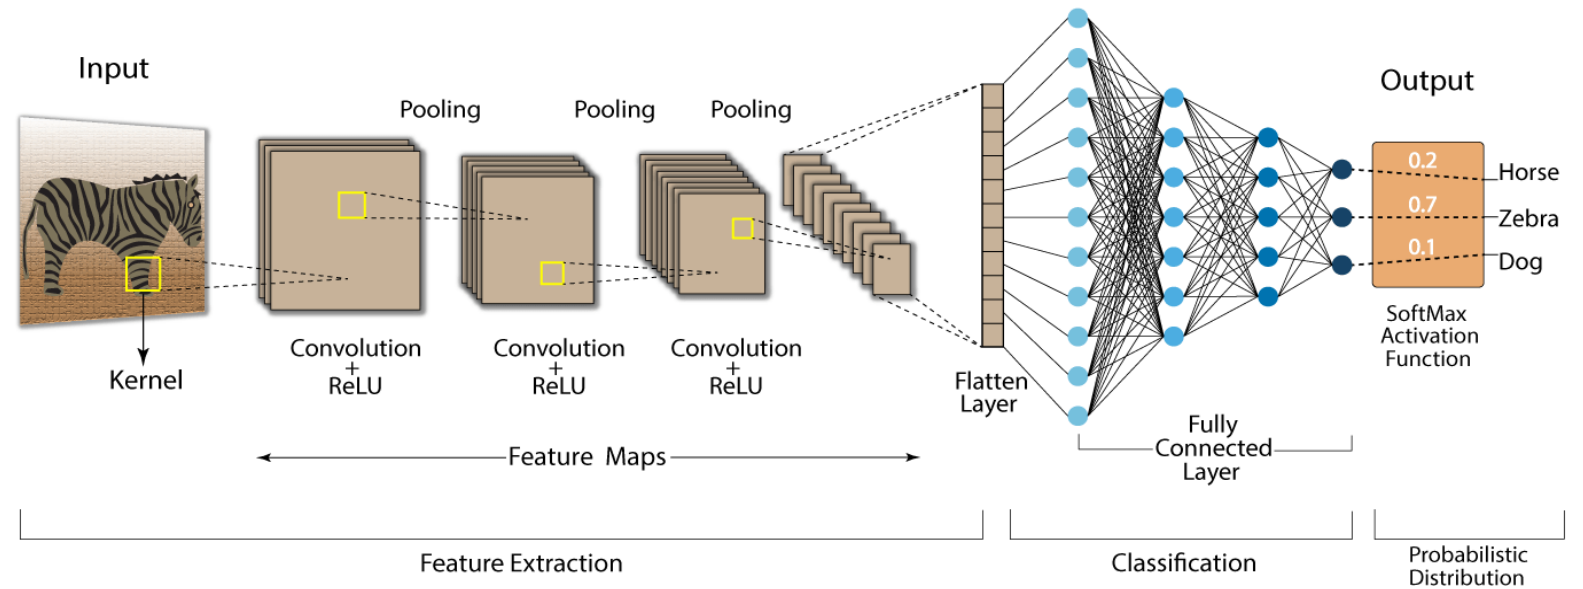 Input
Pooling
Pooling
Pooling
Output
0.2
Horse
0.7
Zebra
0.1
Dog
SoftMax
Activation
Function
Convolution
+
ReLU
Convolution
+
ReLU
Convolution
+
ReLU
Kernel
Flatten
Layer
Fully
Connected
Layer
Feature Maps
Feature Extraction
Classification
Probabilistic
Distribution